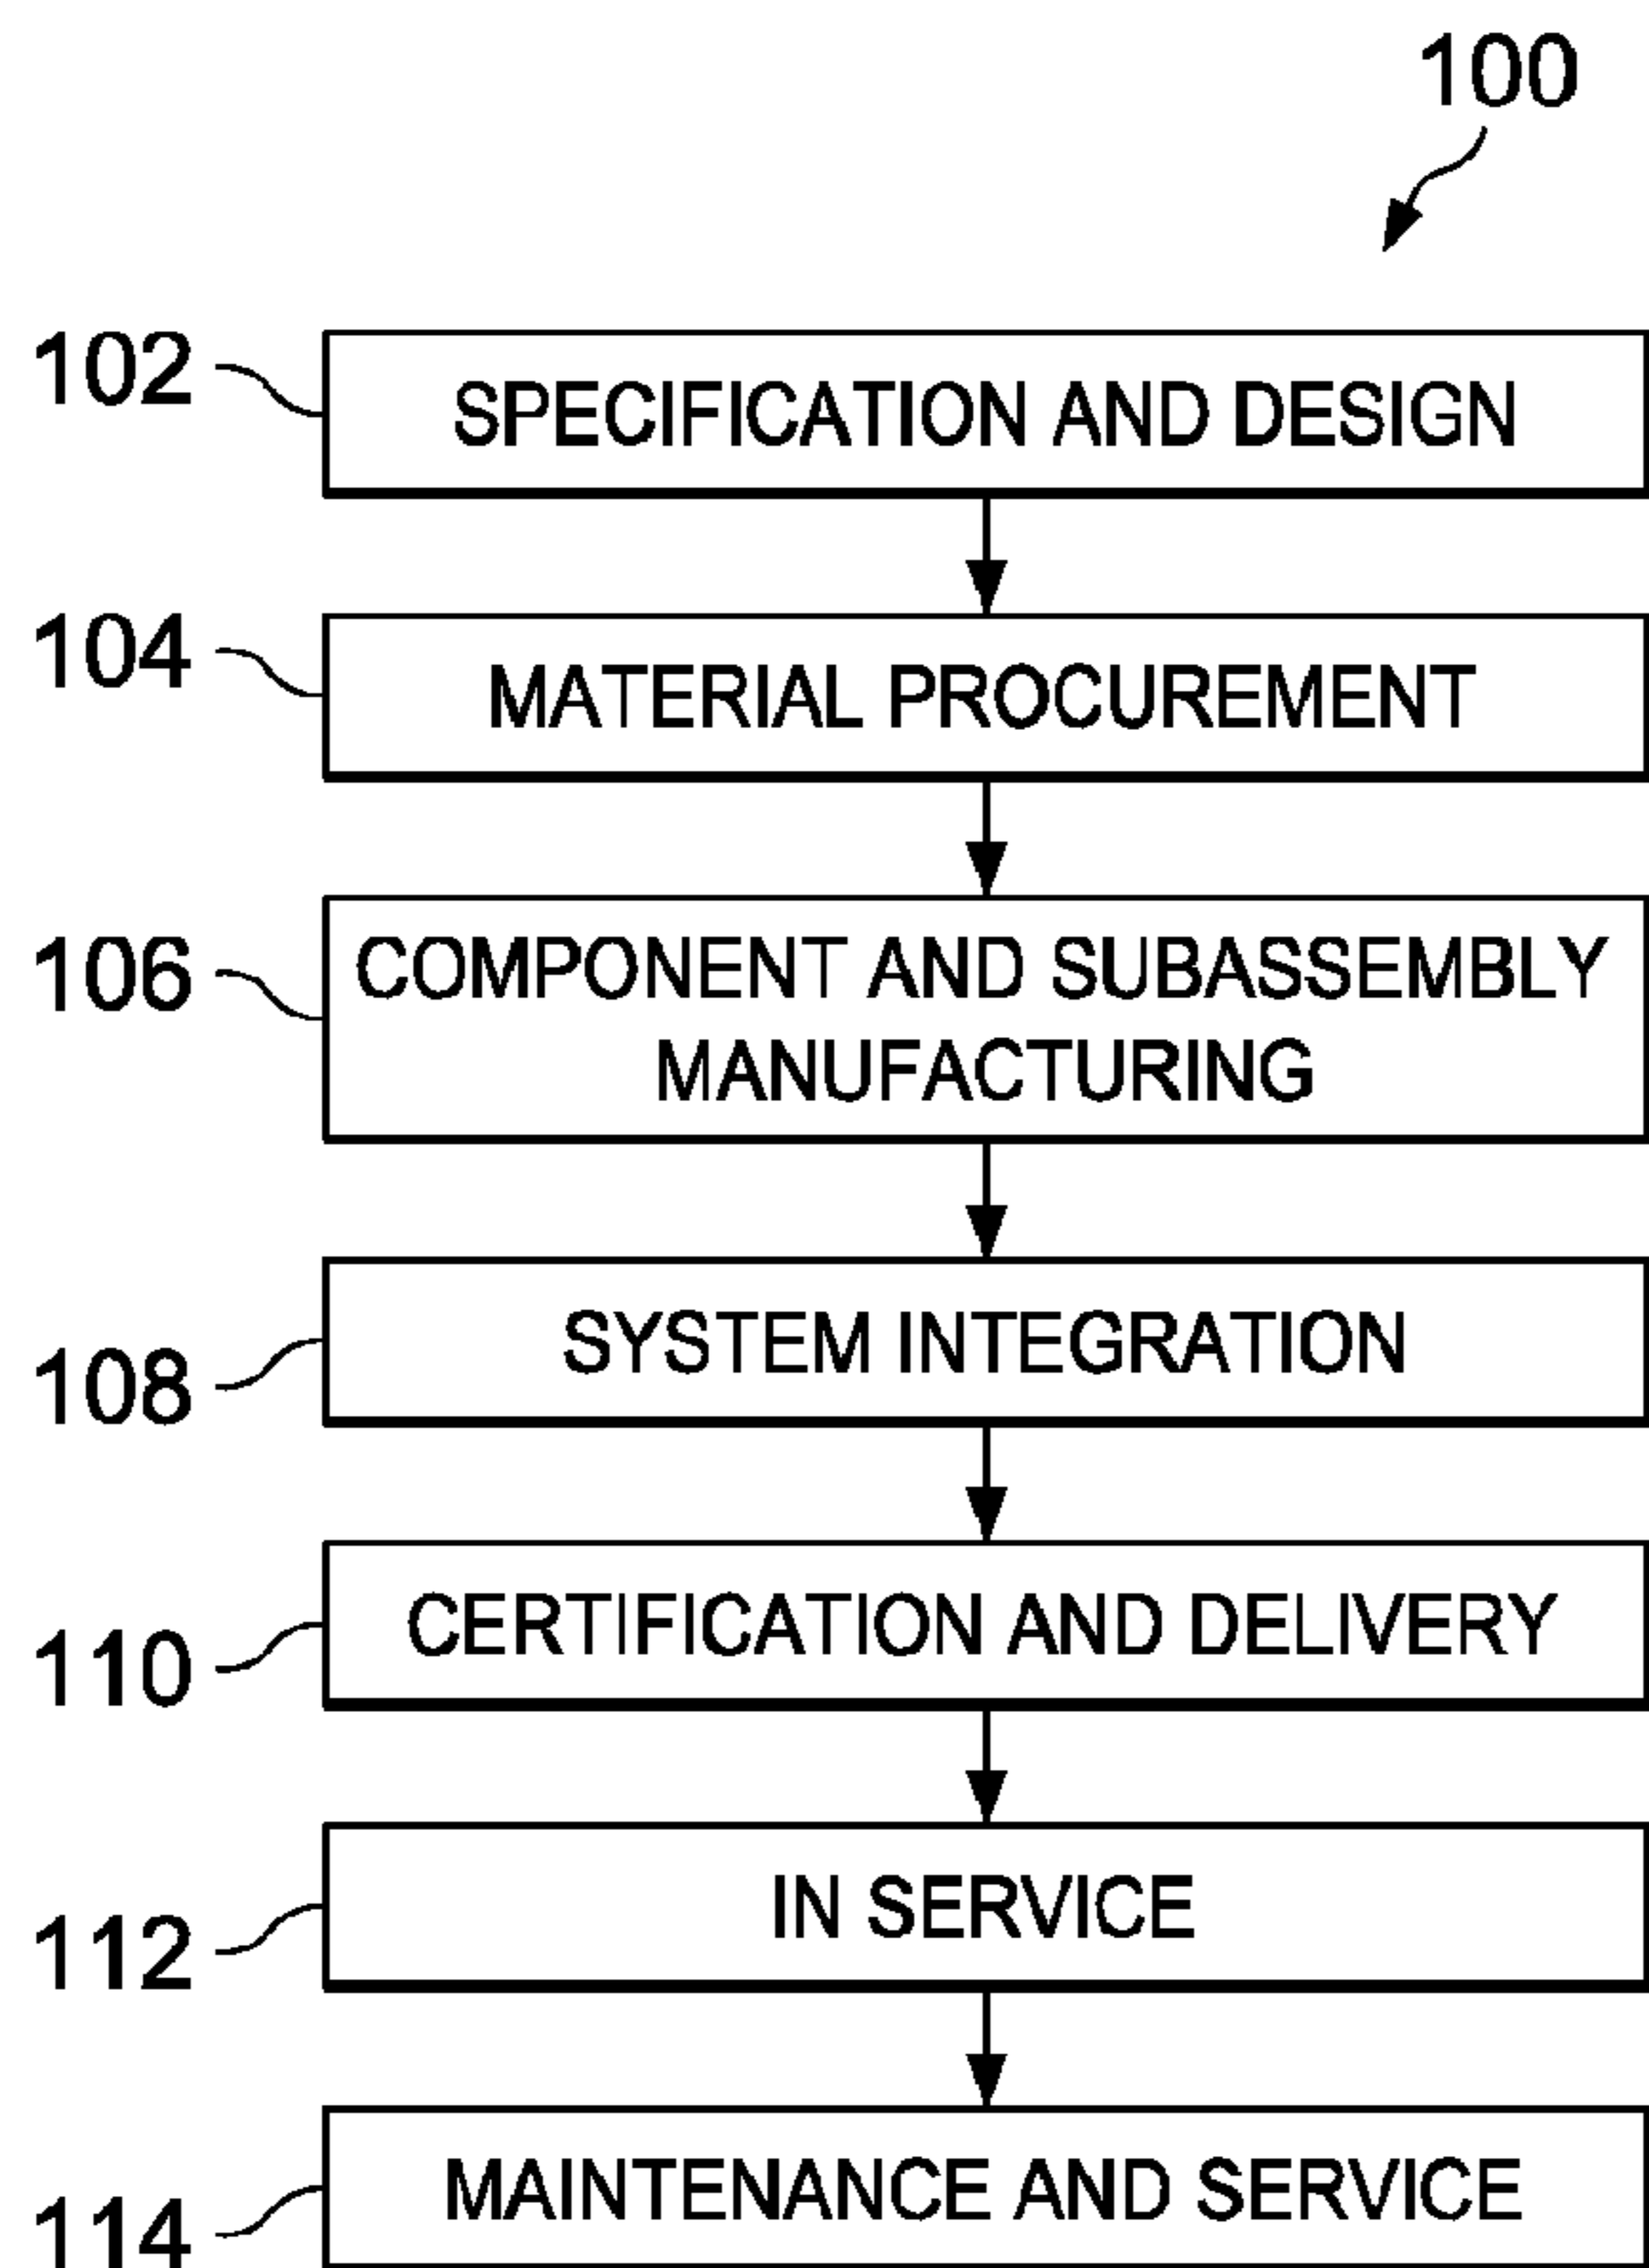 100
102
SPECIFICATION AND DESIGN
104
MATERIAL PROCUREMENT
106
COMPONENT AND SUBASSEMBLY
MANUFACTURING
108
SYSTEM INTEGRATION
110
CERTIFICATION AND DELIVERY
112
IN SERVICE
114
MAINTENANCE AND SERVICE